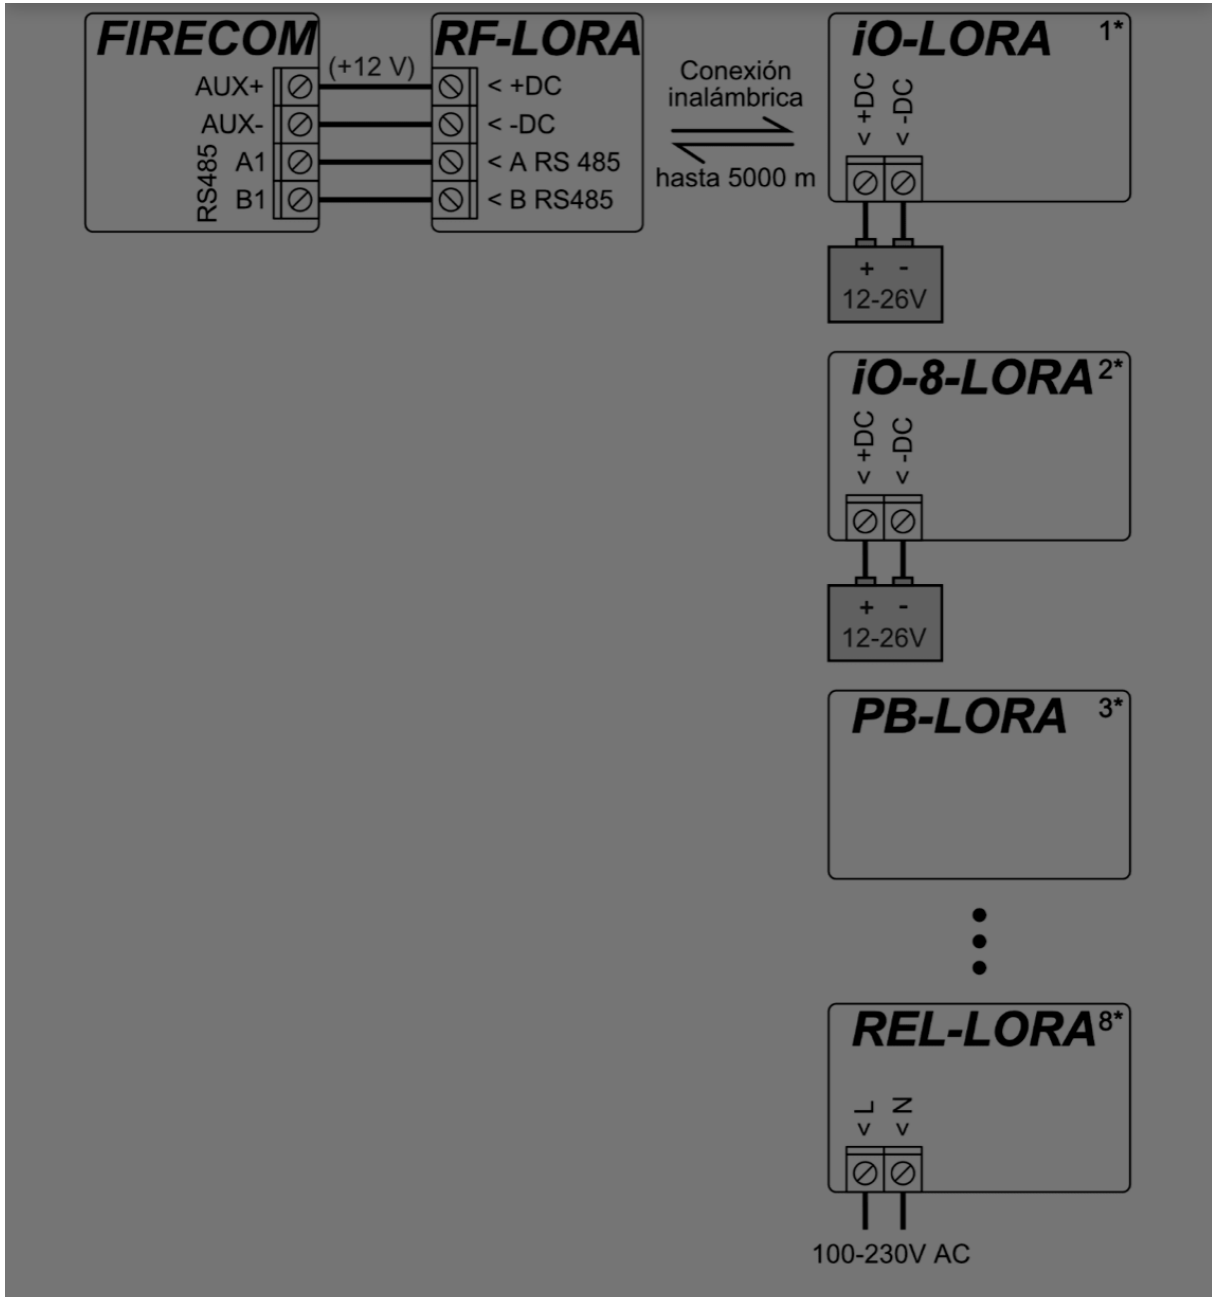 FIRECOM
AUX+
AUX-
A1
B1
RS485
(+12 V)
RF-LORA
< +DC
< -DC
< A RS 485
< B RS485
Conexión
inalámbrica
hasta 5000 m
iO-LORA 1*
< +DC
< -DC
+ -
12-26V
iO-8-LORA 2*
< +DC
< -DC
+ -
12-26V
PB-LORA 3*
REL-LORA 8*
< L
< N
100-230V AC